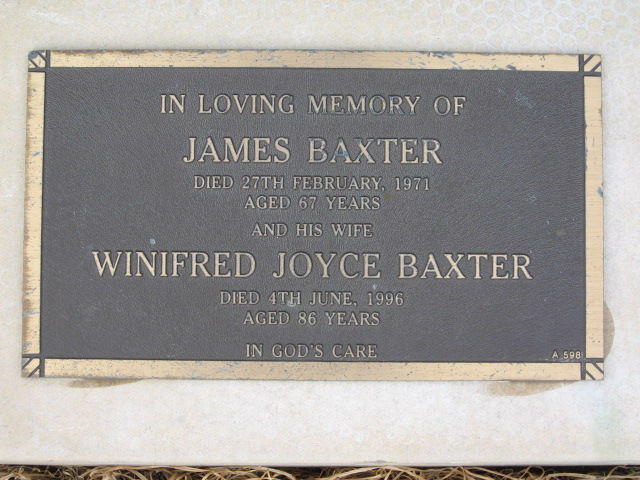 IN LOVING MEMORY OF
JAMES BAXTER
DIED 27TH FEBRUARY, 1971
AGED 67 YEARS
AND HIS WIFE
WINIFRED JOYCE BAXTER
DIED 4TH JUNE, 1996
AGED 86 YEARS
IN GOD'S CARE
A 598